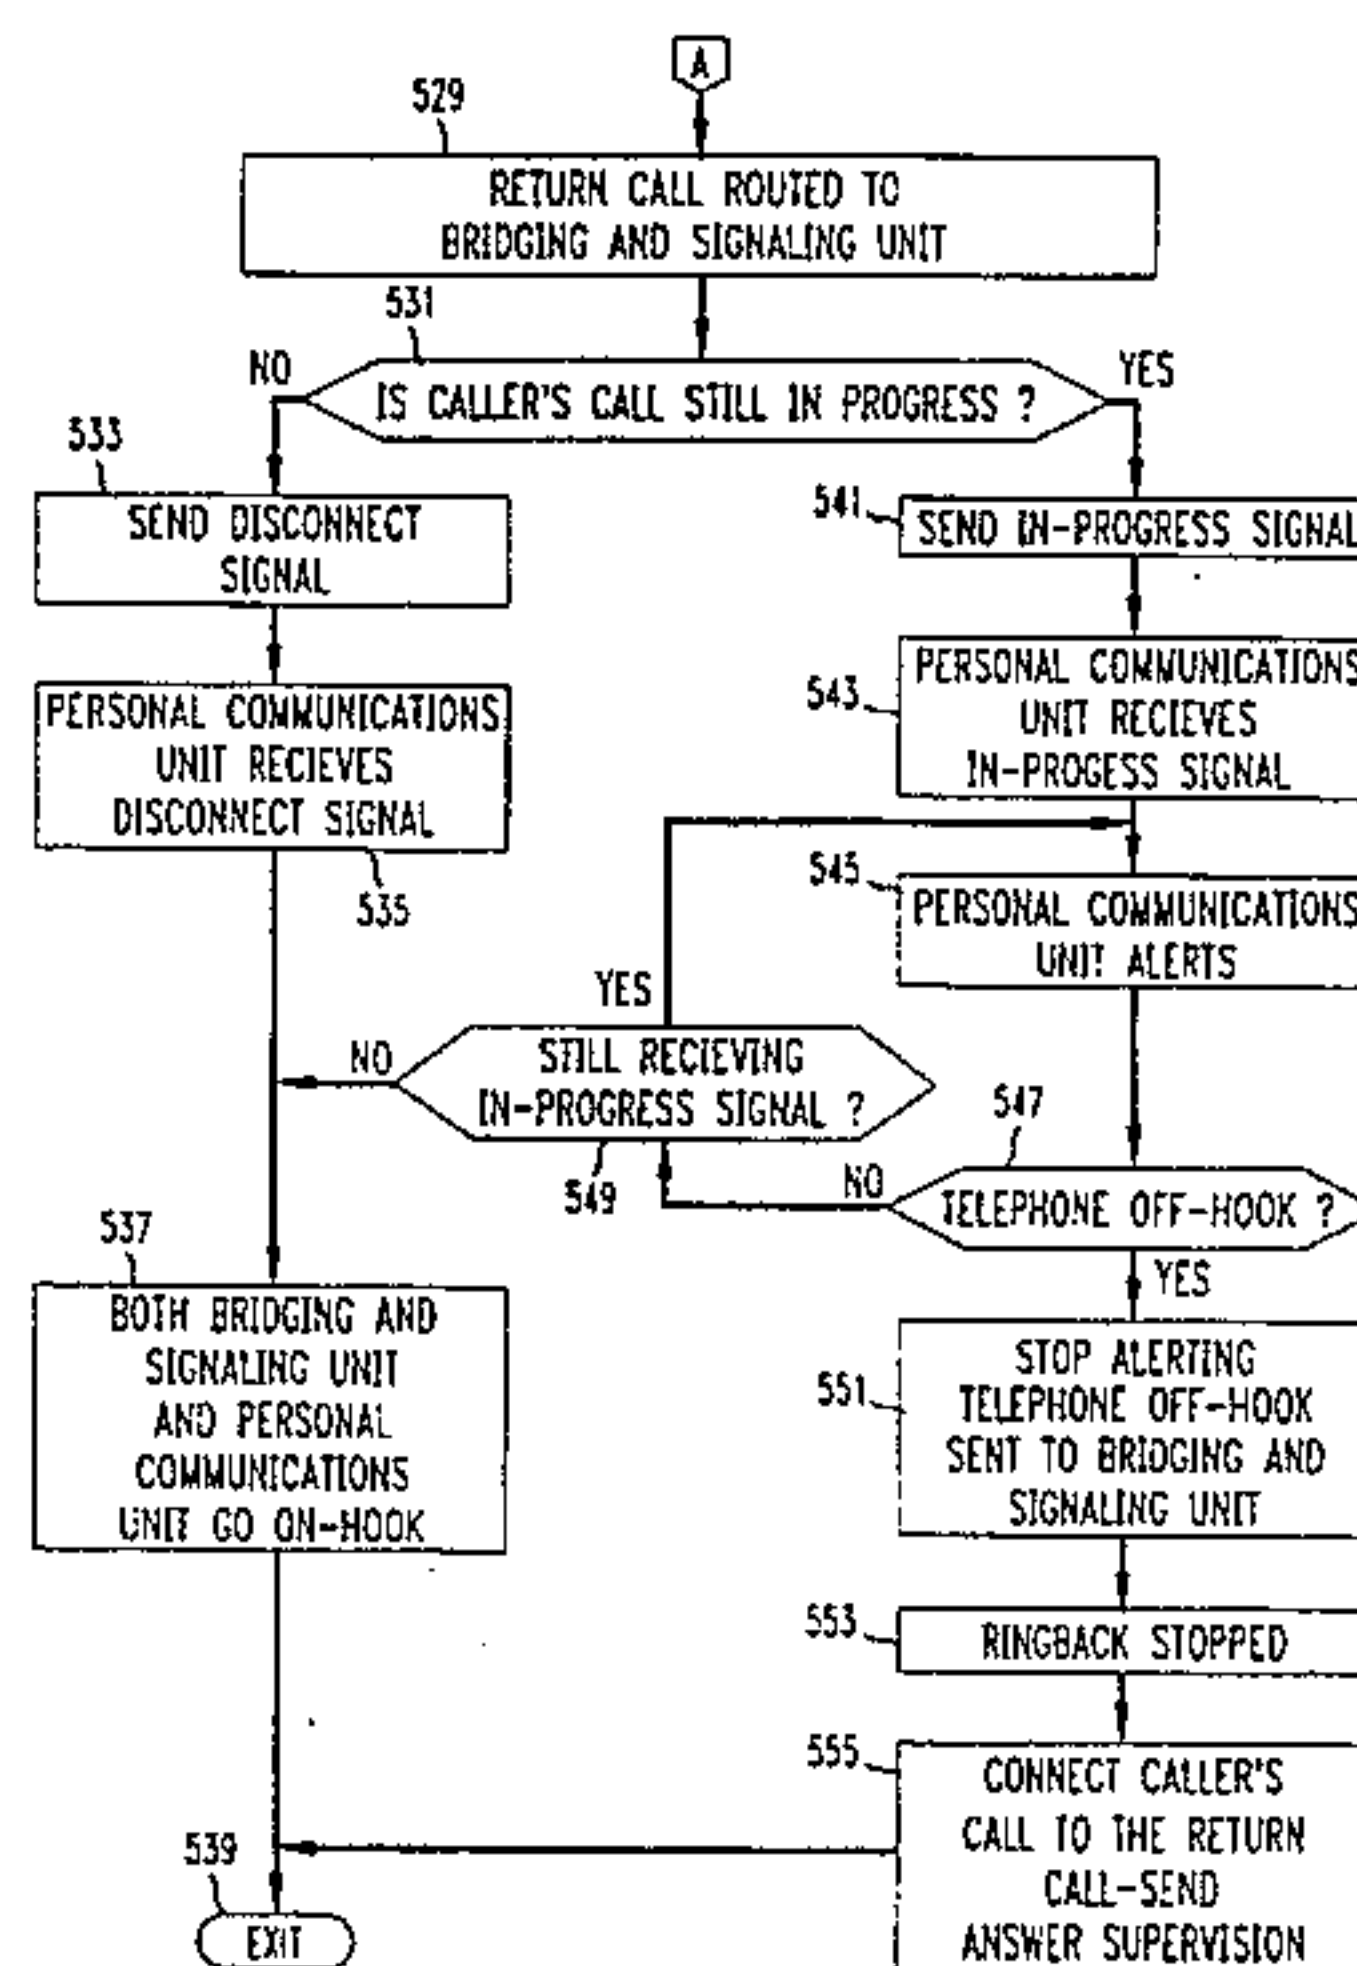 A
529
RETURN CALL ROUTED TO
BRIDGING AND SIGNALING UNIT
531
NO
IS CALLER'S CALL STILL IN PROGRESS ?
YES
533
SEND DISCONNECT
SIGNAL
541
SEND IN-PROGRESS SIGNAL
PERSONAL COMMUNICATIONS
UNIT RECIEVES
DISCONNECT SIGNAL
535
543
PERSONAL COMMUNICATIONS
UNIT RECIEVES
IN-PROGESS SIGNAL
545
PERSONAL COMMUNICATIONS
UNIT ALERTS
YES
NO
STILL RECIEVING
IN-PROGRESS SIGNAL ?
549
547
NO
TELEPHONE OFF-HOOK ?
YES
537
BOTH BRIDGING AND
SIGNALING UNIT
AND PERSONAL
COMMUNICATIONS
UNIT GO ON-HOOK
551
STOP ALERTING
TELEPHONE OFF-HOOK
SENT TO BRIDGING AND
SIGNALING UNIT
553
RINGBACK STOPPED
555
CONNECT CALLER'S
CALL TO THE RETURN
CALL-SEND
ANSWER SUPERVISION
539
EXIT